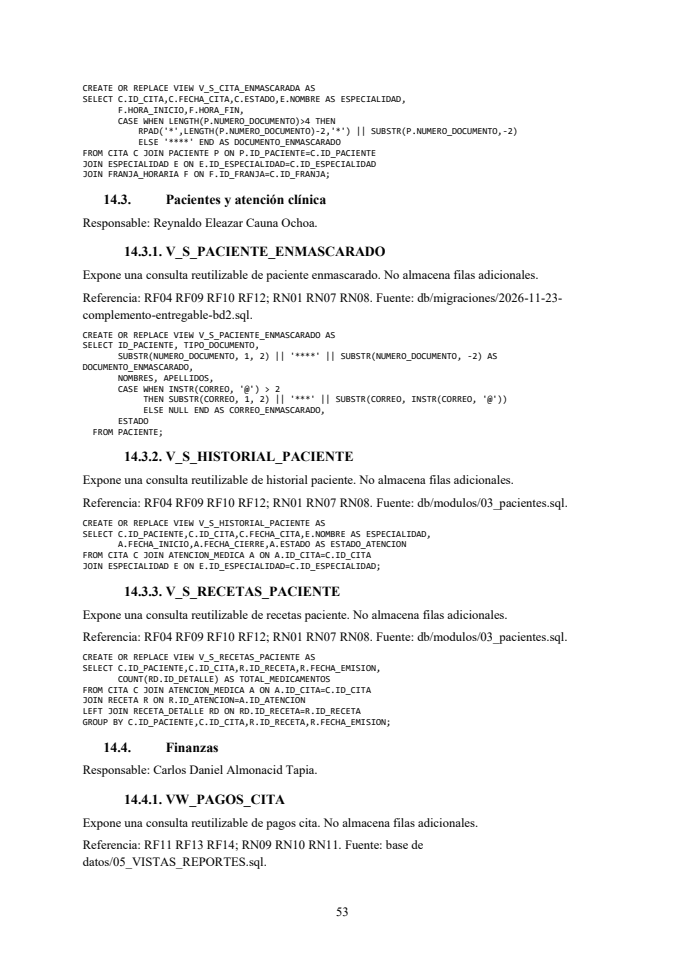 CREATE OR REPLACE VIEW V_S_CITA_ENMASCARADA AS
SELECT C.ID_CITA,C.FECHA_CITA,C.ESTADO,E.NOMBRE AS ESPECIALIDAD,
F.HORA_INICIO,F.HORA_FIN,
CASE WHEN LENGTH(P.NUMERO_DOCUMENTO)>4 THEN
RPAD('*',LENGTH(P.NUMERO_DOCUMENTO)-2,'*') || SUBSTR(P.NUMERO_DOCUMENTO,-2)
ELSE '****' END AS DOCUMENTO_ENMASCARADO
FROM CITA C JOIN PACIENTE P ON P.ID_PACIENTE=C.ID_PACIENTE
JOIN ESPECIALIDAD E ON E.ID_ESPECIALIDAD=C.ID_ESPECIALIDAD
JOIN FRANJA_HORARIA F ON F.ID_FRANJA=C.ID_FRANJA;
14.3. Pacientes y atención clínica
Responsable: Reynaldo Eleazar Cauna Ochoa.
14.3.1. V_S_PACIENTE_ENMASCARADO
Expone una consulta reutilizable de paciente enmascarado. No almacena filas adicionales.
Referencia: RF04 RF09 RF10 RF12; RN01 RN07 RN08. Fuente: db/migraciones/2026-11-23-
complemento-entregable-bd2.sql.
CREATE OR REPLACE VIEW V_S_PACIENTE_ENMASCARADO AS
SELECT ID_PACIENTE, TIPO_DOCUMENTO,
SUBSTR(NUMERO_DOCUMENTO, 1, 2) || '****' || SUBSTR(NUMERO_DOCUMENTO, -2) AS
DOCUMENTO_ENMASCARADO,
NOMBRES, APELLIDOS,
CASE WHEN INSTR(CORREO, '@') > 2
THEN SUBSTR(CORREO, 1, 2) || '***' || SUBSTR(CORREO, INSTR(CORREO, '@'))
ELSE NULL END AS CORREO_ENMASCARADO,
ESTADO
FROM PACIENTE;
14.3.2. V_S_HISTORIAL_PACIENTE
Expone una consulta reutilizable de historial paciente. No almacena filas adicionales.
Referencia: RF04 RF09 RF10 RF12; RN01 RN07 RN08. Fuente: db/modulos/03_pacientes.sql.
CREATE OR REPLACE VIEW V_S_HISTORIAL_PACIENTE AS
SELECT C.ID_PACIENTE,C.ID_CITA,C.FECHA_CITA,E.NOMBRE AS ESPECIALIDAD,
A.FECHA_INICIO,A.FECHA_CIERRE,A.ESTADO AS ESTADO_ATENCION
FROM CITA C JOIN ATENCION_MEDICA A ON A.ID_CITA=C.ID_CITA
JOIN ESPECIALIDAD E ON E.ID_ESPECIALIDAD=C.ID_ESPECIALIDAD;
14.3.3. V_S_RECETAS_PACIENTE
Expone una consulta reutilizable de recetas paciente. No almacena filas adicionales.
Referencia: RF04 RF09 RF10 RF12; RN01 RN07 RN08. Fuente: db/modulos/03_pacientes.sql.
CREATE OR REPLACE VIEW V_S_RECETAS_PACIENTE AS
SELECT C.ID_PACIENTE,C.ID_CITA,R.ID_RECETA,R.FECHA_EMISION,
COUNT(RD.ID_DETALLE) AS TOTAL_MEDICAMENTOS
FROM CITA C JOIN ATENCION_MEDICA A ON A.ID_CITA=C.ID_CITA
JOIN RECETA R ON R.ID_ATENCION=A.ID_ATENCION
LEFT JOIN RECETA_DETALLE RD ON RD.ID_RECETA=R.ID_RECETA
GROUP BY C.ID_PACIENTE,C.ID_CITA,R.ID_RECETA,R.FECHA_EMISION;
14.4. Finanzas
Responsable: Carlos Daniel Almonacid Tapia.
14.4.1. VW_PAGOS_CITA
Expone una consulta reutilizable de pagos cita. No almacena filas adicionales.
Referencia: RF11 RF13 RF14; RN09 RN10 RN11. Fuente: base de
datos/05_VISTAS_REPORTES.sql.
53